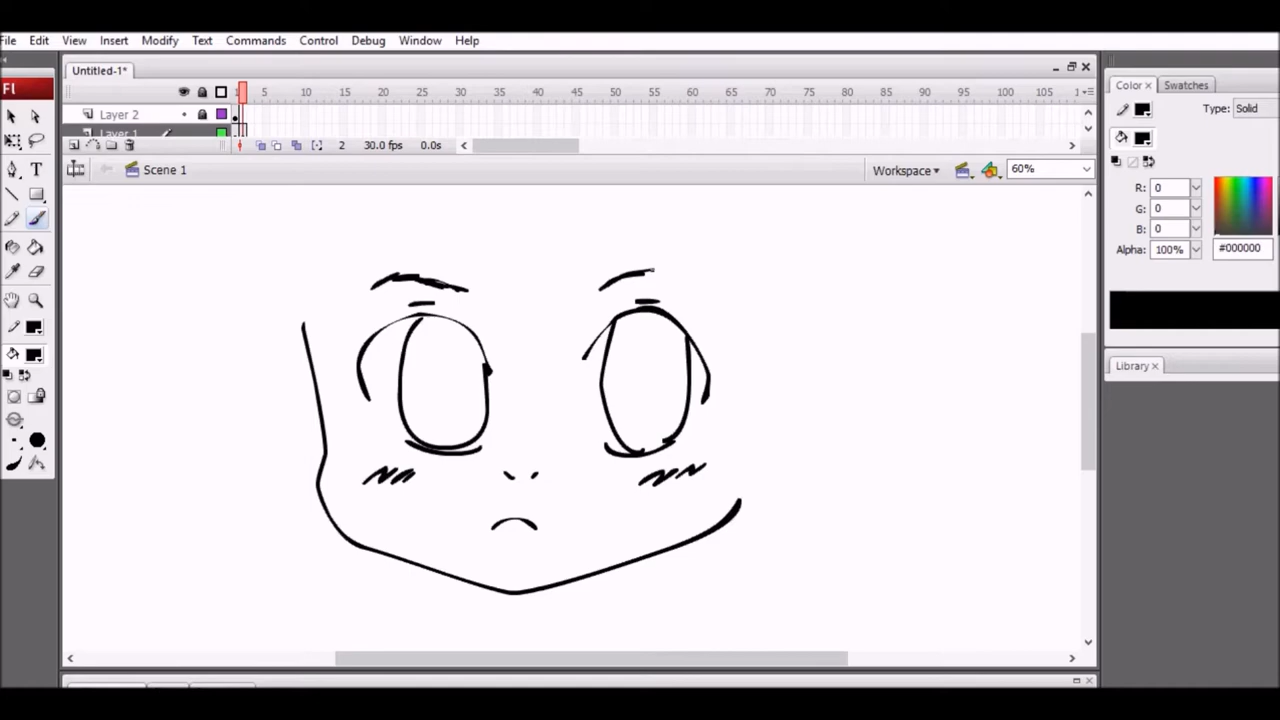 File Edit View Insert Modify Text Commands Control Debug Window Help
Untitled-1*
Fl
1 5 10 15 20 25 30 35 40 45 50 55 60 65 70 75 80 85 90 95 100 105 1
Layer 2
Layer 1
2 30.0 fps 0.0s
Scene 1
Workspace
60%
T
Color Swatches
Type: Solid
R: 0
G: 0
B: 0
Alpha: 100% #000000
Library